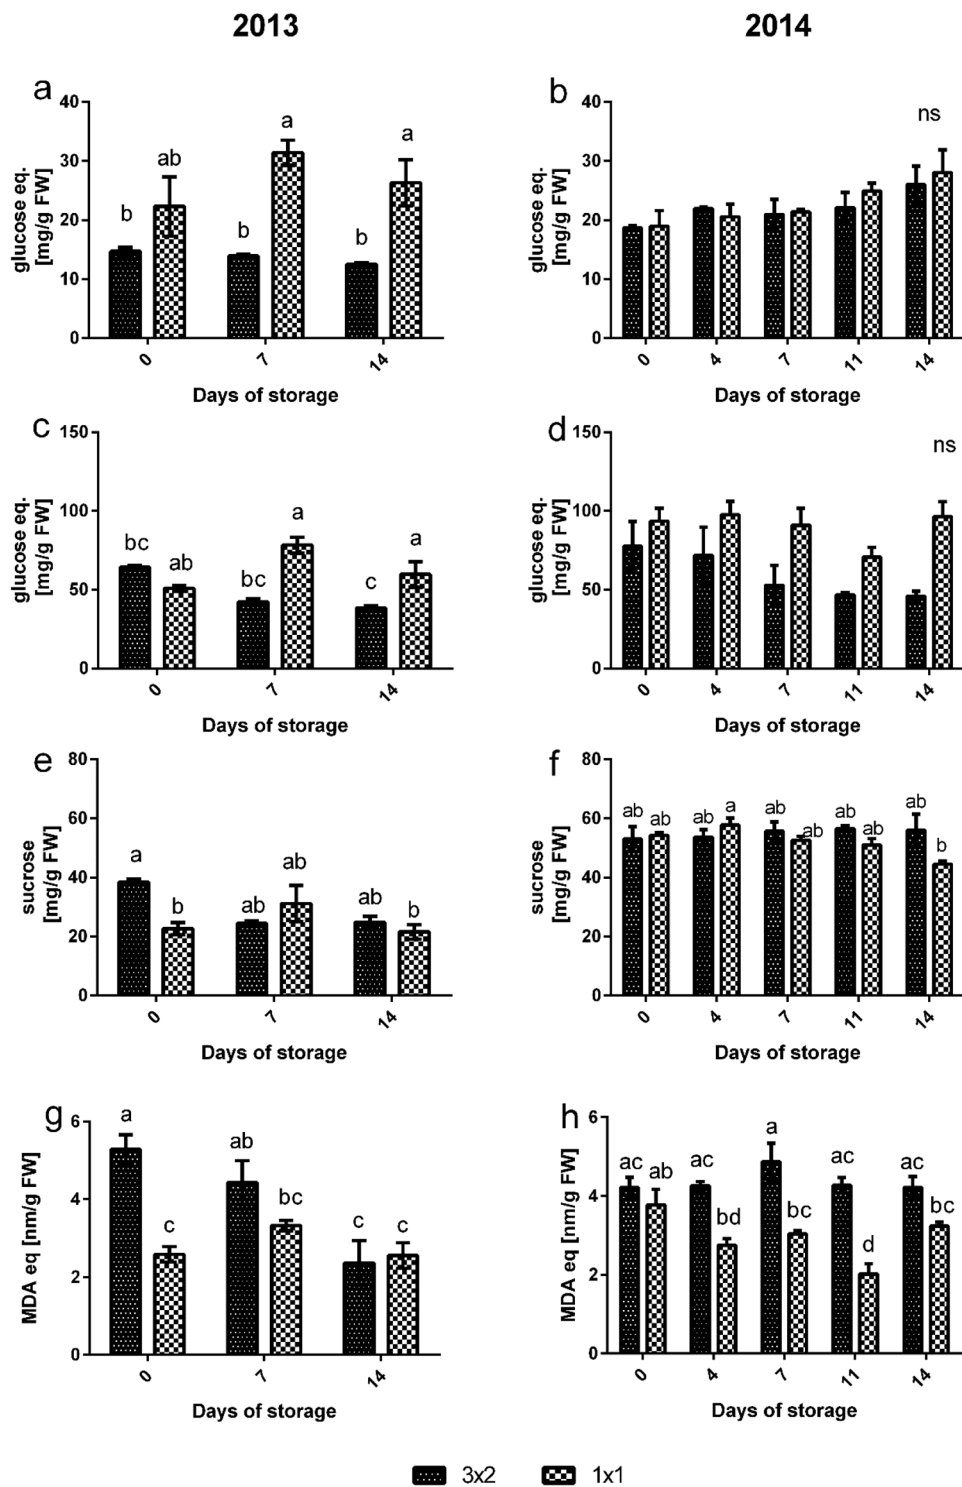 2013 2014
a
40
30
20
10
0
glucose eq.
[mg/g FW]
b ab b a b a
0 7 14
Days of storage
b
40
30
20
10
0
glucose eq.
[mg/g FW]
ns
0 4 7 11 14
Days of storage
c
150
100
50
0
glucose eq.
[mg/g FW]
bc ab bc a c a
0 7 14
Days of storage
d
150
100
50
0
glucose eq.
[mg/g FW]
ns
0 4 7 11 14
Days of storage
e
80
60
40
20
0
sucrose
[mg/g FW]
a b ab ab ab b
0 7 14
Days of storage
f
80
60
40
20
0
sucrose
[mg/g FW]
ab ab ab a ab ab ab ab ab b
0 4 7 11 14
Days of storage
g
6
4
2
0
MDA eq [nm/g FW]
a c ab bc c c
0 7 14
Days of storage
h
6
4
2
0
MDA eq [nm/g FW]
ac ab ac bd a bc ac d ac bc
0 4 7 11 14
Days of storage
3x2 1x1